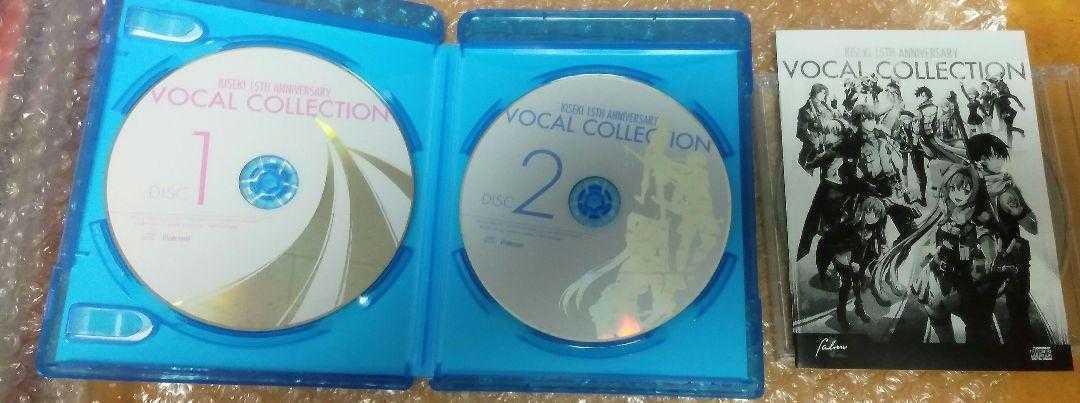 KISEKI 15TH ANNIVERSARY
VOCAL COLLECTION
DISC 1
KISEKI 15TH ANNIVERSARY
VOCAL COLLECTION
DISC 2
KISEKI 15TH ANNIVERSARY
VOCAL COLLECTION
Falcom